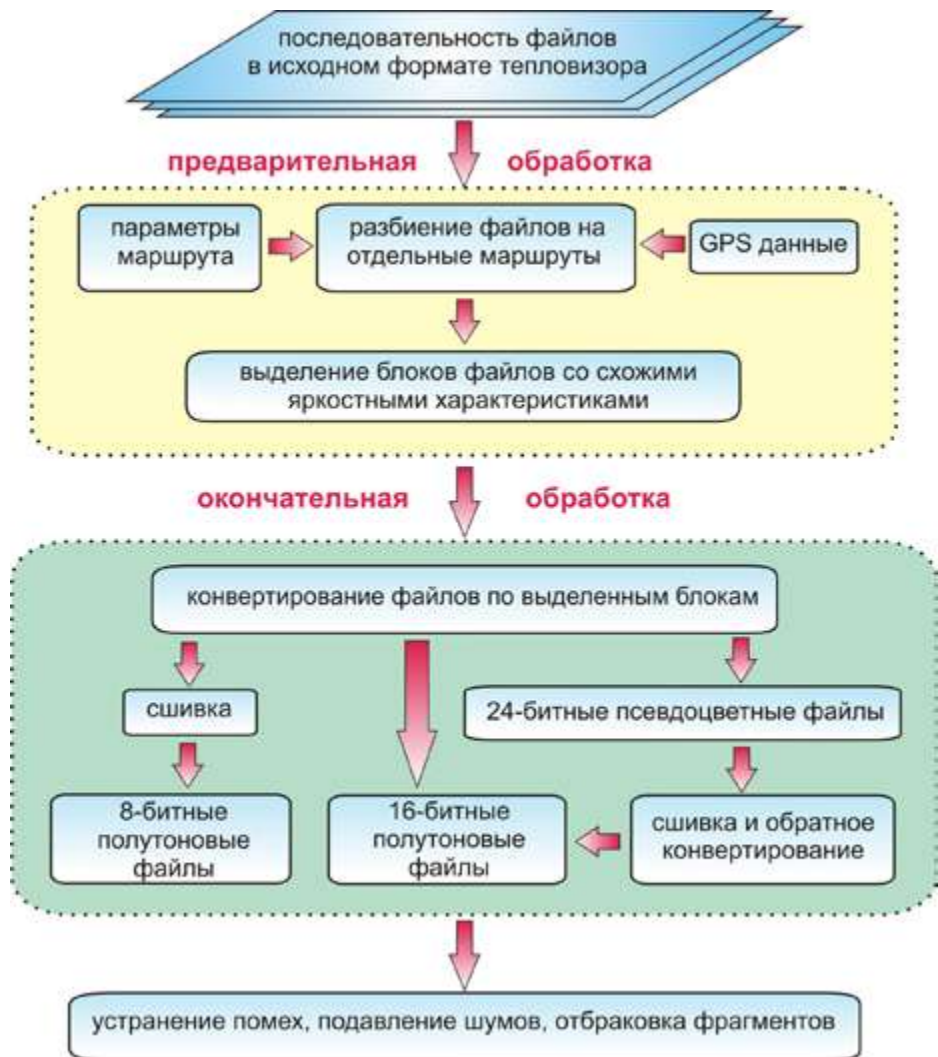 последовательность файлов
в исходном формате тепловизора
предварительная обработка
параметры
маршрута
разбиение файлов на
отдельные маршруты
GPS данные
выделение блоков файлов со схожими
яркостными характеристиками
окончательная обработка
конвертирование файлов по выделенным блокам
сшивка
24-битные псевдоцветные файлы
8-битные
полутоновые
файлы
16-битные
полутоновые
файлы
сшивка и обратное
конвертирование
устранение помех, подавление шумов, отбраковка фрагментов